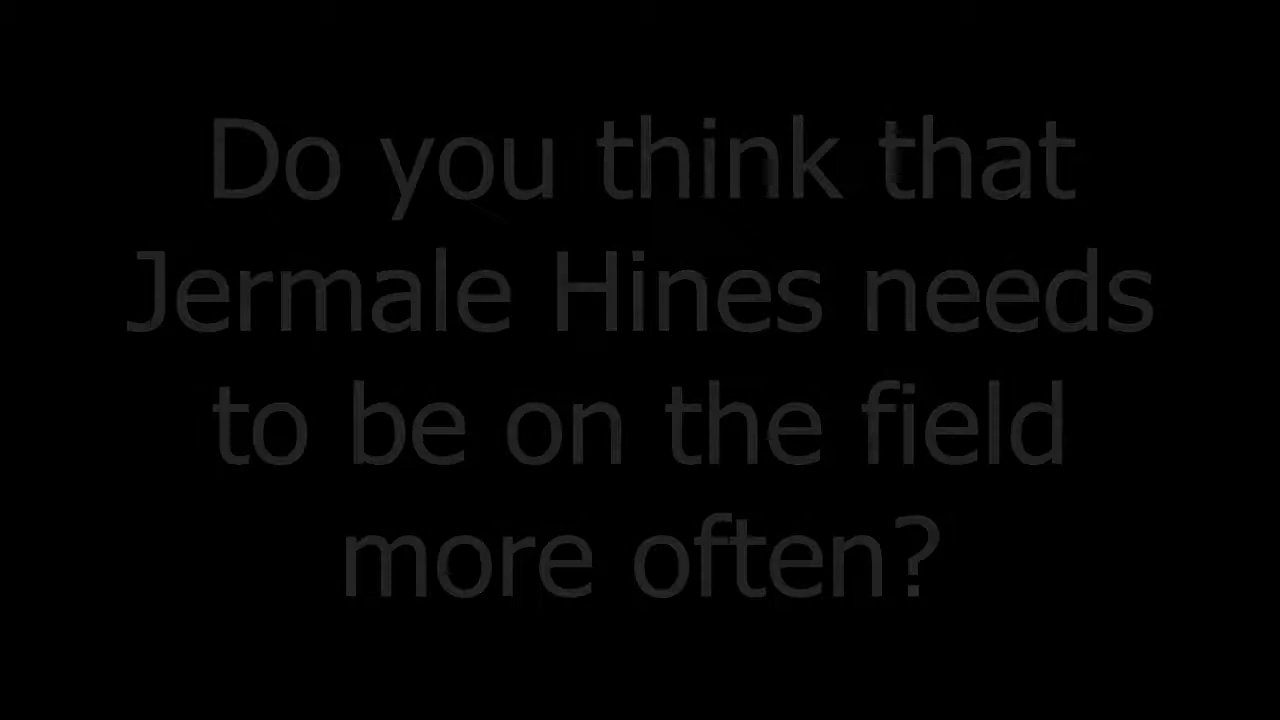 Do you think that
Jermale Hines needs
to be on the field
more often?